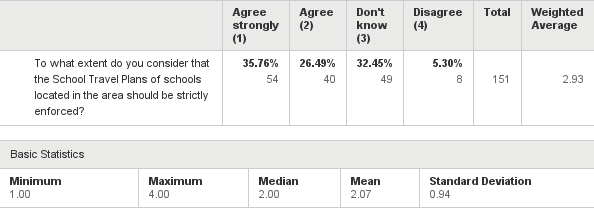 Agree strongly (1) Agree (2) Don't know (3) Disagree (4) Total Weighted Average
To what extent do you consider that the School Travel Plans of schools located in the area should be strictly enforced? 35.76% 54 26.49% 40 32.45% 49 5.30% 8 151 2.93
Basic Statistics
Minimum Maximum Median Mean Standard Deviation
1.00 4.00 2.00 2.07 0.94